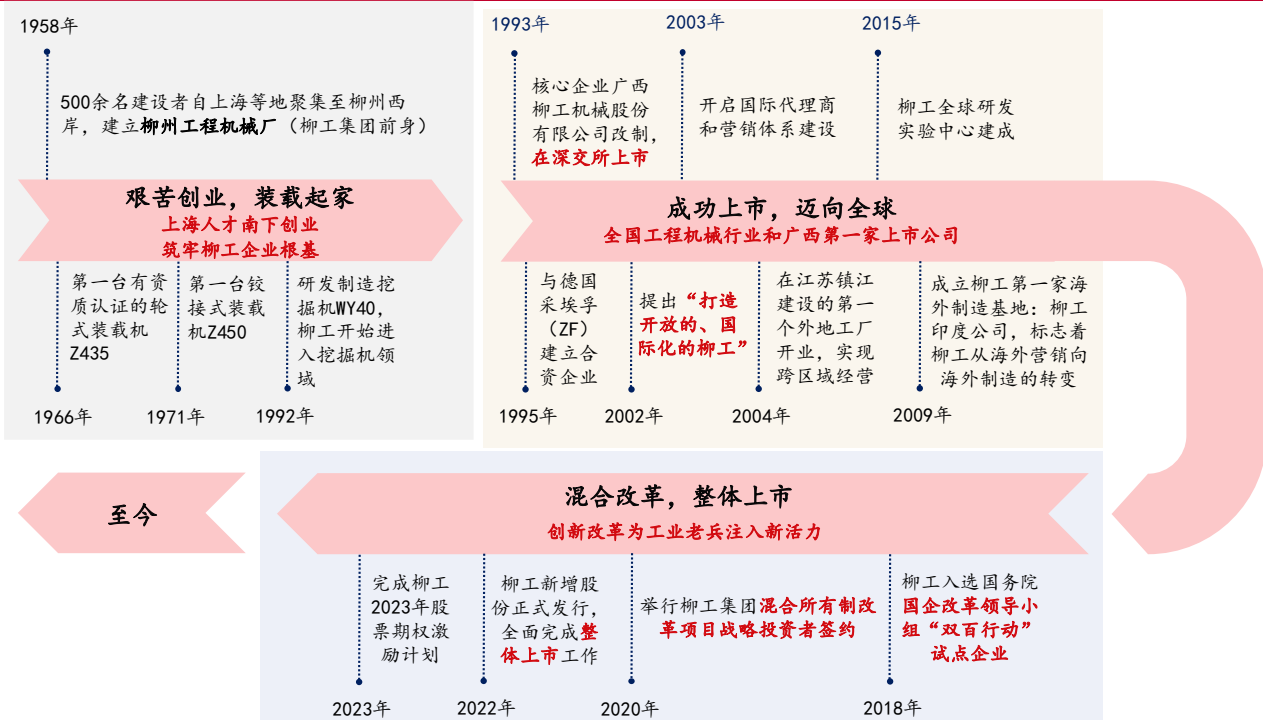 1958年
500余名建设者自上海等地聚集至柳州西
岸，建立柳州工程机械厂（柳工集团前身）
艰苦创业，装载起家
上海人才南下创业
筑牢柳工企业根基
第一台有资
质认证的轮
式装载机
Z435
1966年
第一台铰
接式装载
机Z450
1971年
研发制造挖
掘机WY40，
柳工开始进
入挖掘机领
域
1992年
1993年
核心企业广西
柳工机械股份
有限公司改制，
在深交所上市
2003年
开启国际代理商
和营销体系建设
2015年
柳工全球研发
实验中心建成
成功上市，迈向全球
全国工程机械行业和广西第一家上市公司
与德国
采埃孚
（ZF）
建立合
资企业
1995年
提出“打造
开放的、国
际化的柳工”
2002年
在江苏镇江
建设的第一
个外地工厂
开业，实现
跨区域经营
2004年
成立柳工第一家海
外制造基地：柳工
印度公司，标志着
柳工从海外营销向
海外制造的转变
2009年
混合改革，整体上市
创新改革为工业老兵注入新活力
柳工入选国务院
国企改革领导小
组“双百行动”
试点企业
2018年
举行柳工集团混合所有制改
革项目战略投资者签约
2020年
柳工新增股
份正式发行，
全面完成整
体上市工作
2022年
完成柳工
2023年股
票期权激
励计划
2023年
至今